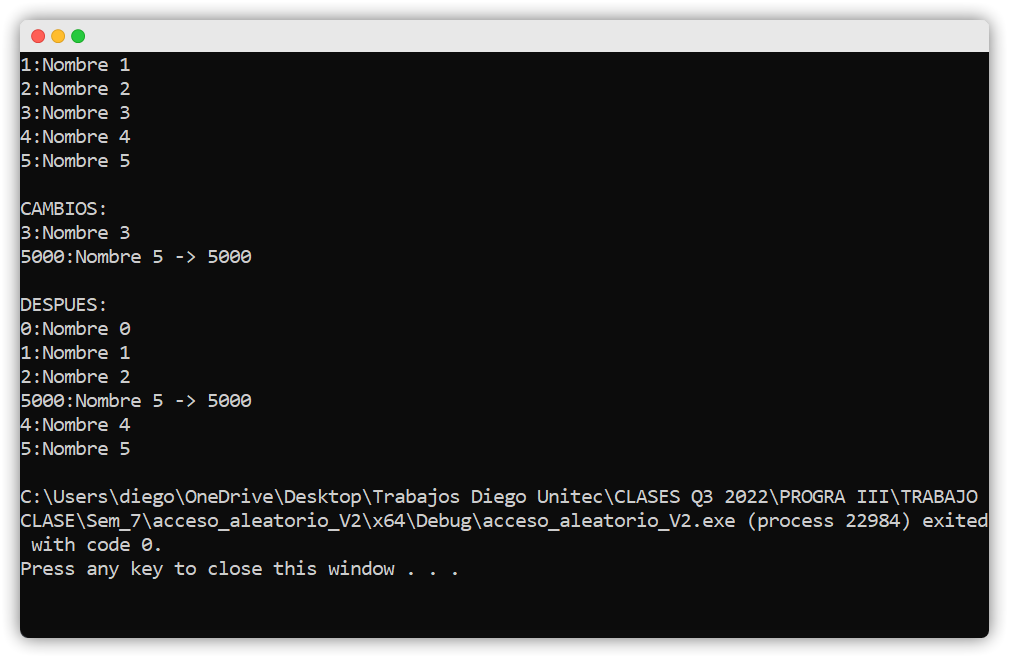 1:Nombre 1
2:Nombre 2
3:Nombre 3
4:Nombre 4
5:Nombre 5
CAMBIOS:
3:Nombre 3
5000:Nombre 5 -> 5000
DESPUES:
0:Nombre 0
1:Nombre 1
2:Nombre 2
5000:Nombre 5 -> 5000
4:Nombre 4
5:Nombre 5
C:\Users\diego\OneDrive\Desktop\Trabajos Diego Unitec\CLASES Q3 2022\PROGRA III\TRABAJO
CLASE\Sem_7\acceso_aleatorio_V2\x64\Debug\acceso_aleatorio_V2.exe (process 22984) exited
with code 0.
Press any key to close this window . . .